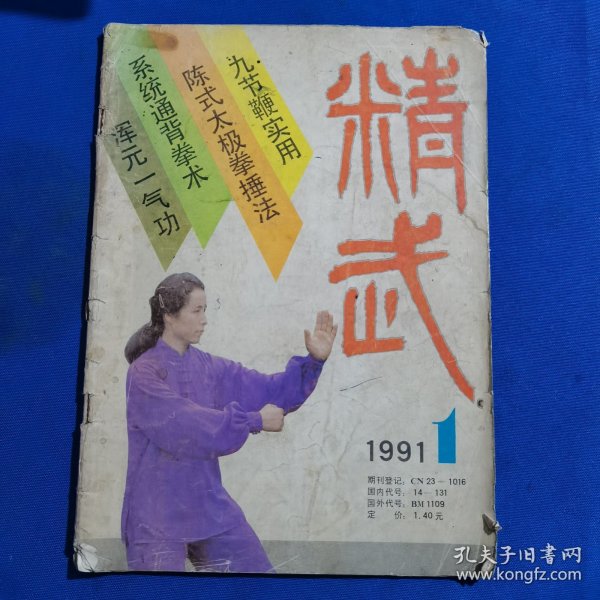 精武
九节鞭实用
陈式太极拳捶法
系统通背拳术
浑元一气功
1991 1
期刊登记：CN 23－1016
国内代号：14－131
国外代号：BM 1109
定　价：1.40元
孔夫子旧书网
www.kongfz.com